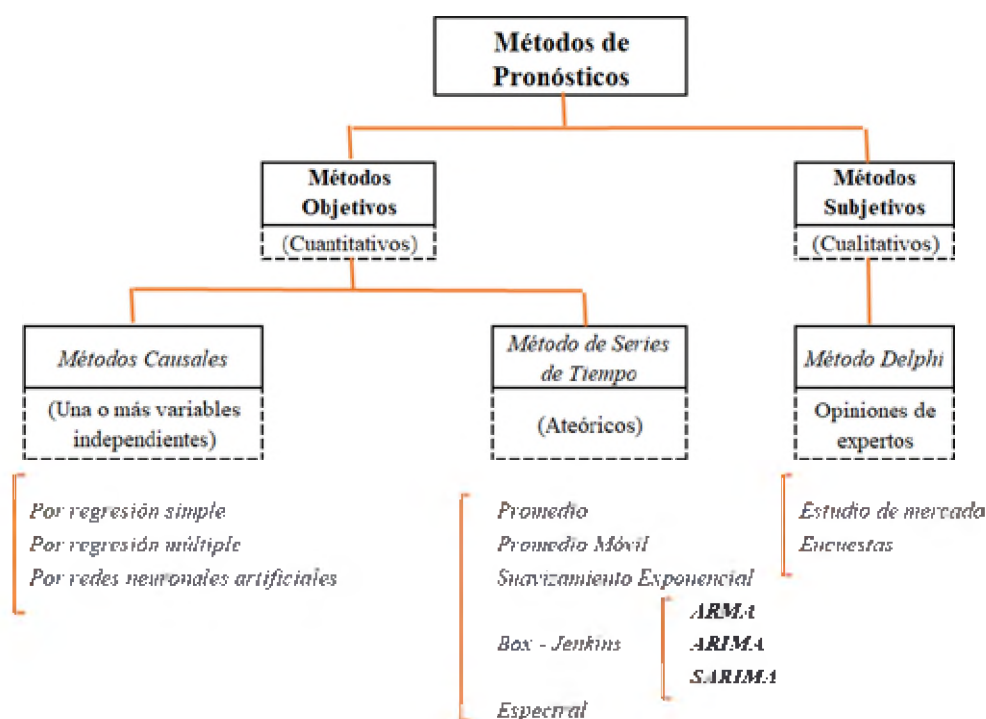 Métodos de
Pronósticos
Métodos
Objetivos
(Cuantitativos)
Métodos
Subjetivos
(Cualitativos)
Métodos Causales
(Una o más variables
independientes)
Método de Series
de Tiempo
(Ateóricos)
Método Delphi
Opiniones de
expertos
Por regresión simple
Por regresión múltiple
Por redes neuronales artificiales
Promedio
Promedio Móvil
Suavizamiento Exponencial
Box - Jenkins
ARMA
ARIMA
SARIMA
Espectral
Estudio de mercado
Encuestas